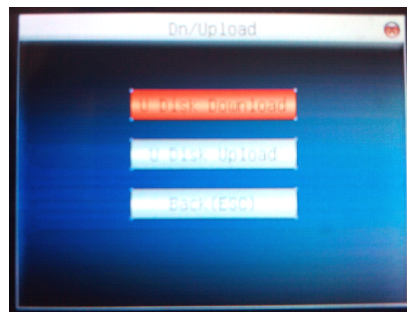 Dn/Upload
U Disk Download
U Disk Upload
Back(ESC)